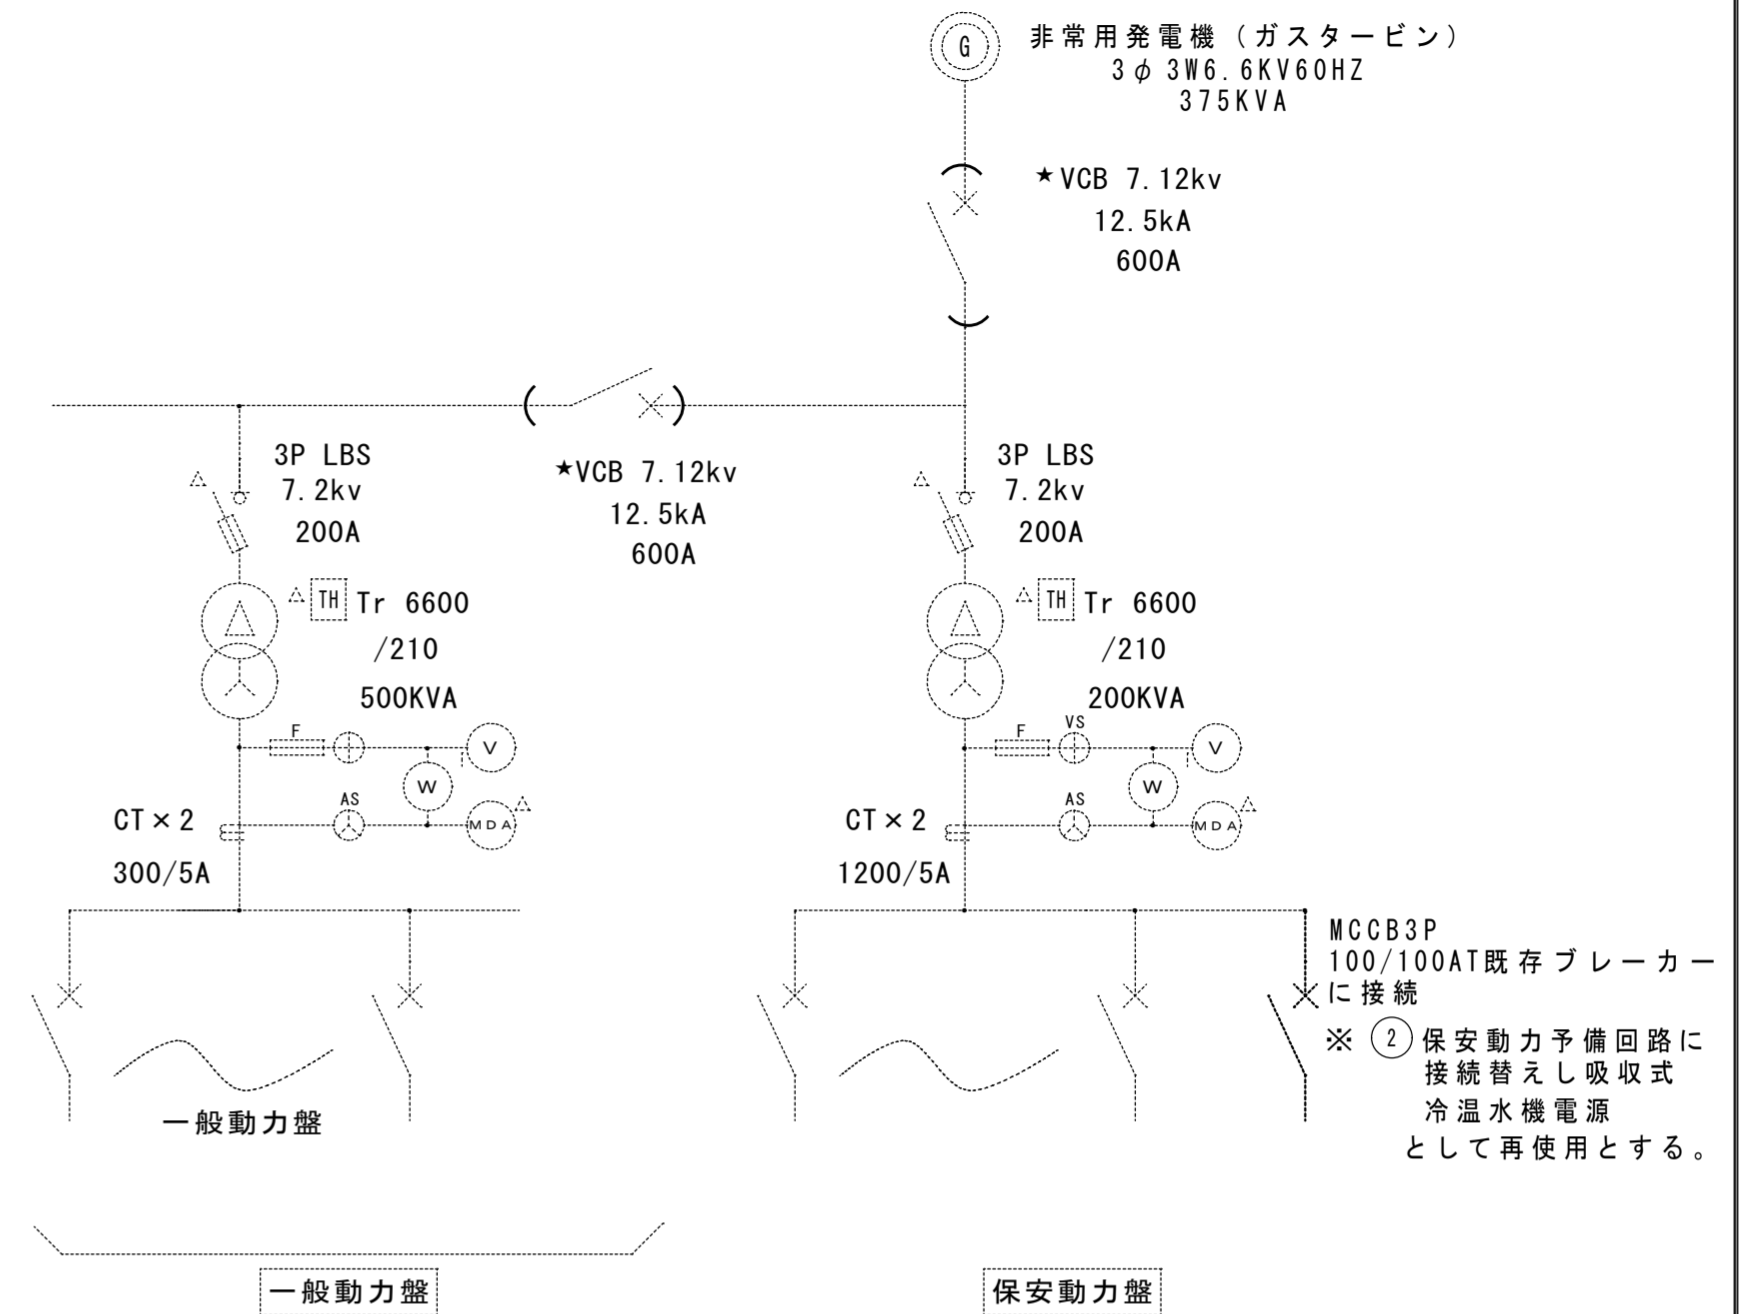 G
非常用発電機(ガスタービン)
3φ3W6.6KV60HZ
375KVA
★VCB 7.12kv
12.5kA
600A
3P LBS
7.2kv
200A
★VCB 7.12kv
12.5kA
600A
3P LBS
7.2kv
200A
TH
Tr 6600
/210
500KVA
TH
Tr 6600
/210
200KVA
F
V
W
AS
MDA
CT×2
300/5A
F
VS
V
W
AS
MDA
CT×2
1200/5A
MCCB3P
100/100AT既存ブレーカー
に接続
※ ② 保安動力予備回路に
接続替えし吸収式
冷温水機電源
として再使用とする。
一般動力盤
一般動力盤
保安動力盤